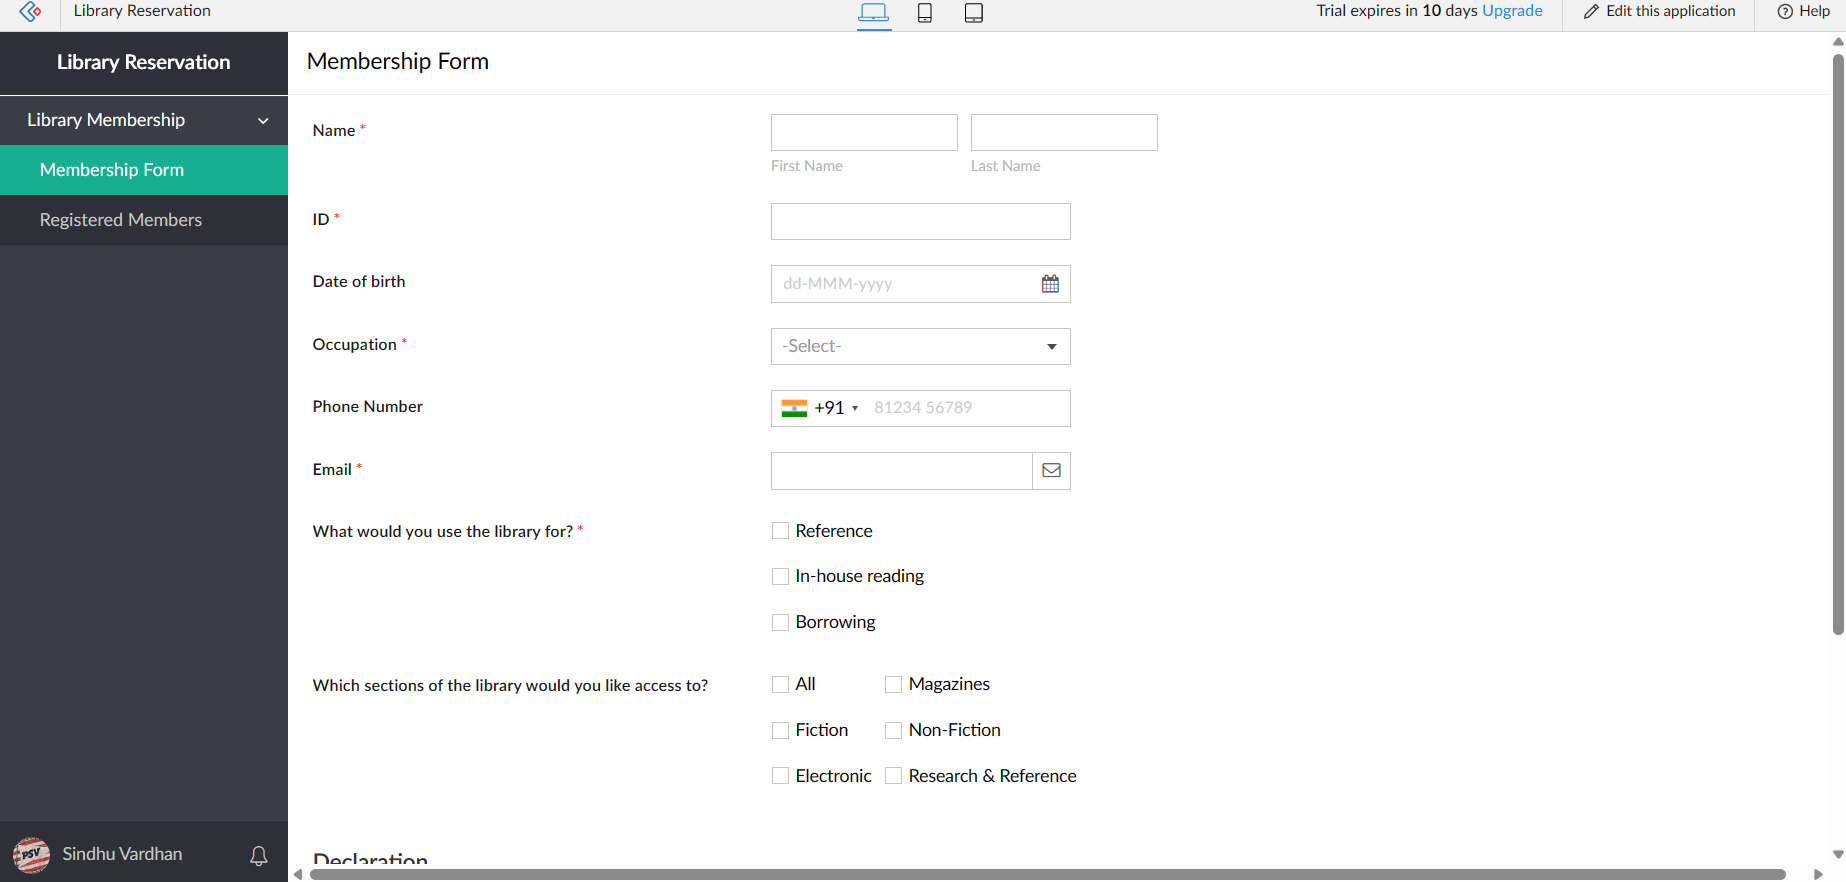 Library Reservation
Trial expires in 10 days Upgrade
Edit this application
Help
Library Reservation
Library Membership
Membership Form
Registered Members
PSV
Sindhu Vardhan
Membership Form
Name *
First Name
Last Name
ID *
Date of birth
dd-MMM-yyyy
Occupation *
-Select-
Phone Number
+91
81234 56789
Email *
What would you use the library for? *
Reference
In-house reading
Borrowing
Which sections of the library would you like access to?
All
Magazines
Fiction
Non-Fiction
Electronic
Research & Reference
Declaration